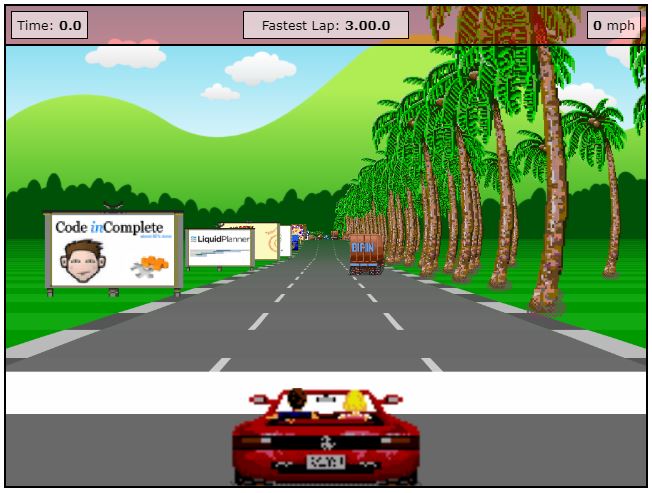 Time: 0.0
Fastest Lap: 3.00.0
0 mph
Code inComplete
LiquidPlanner